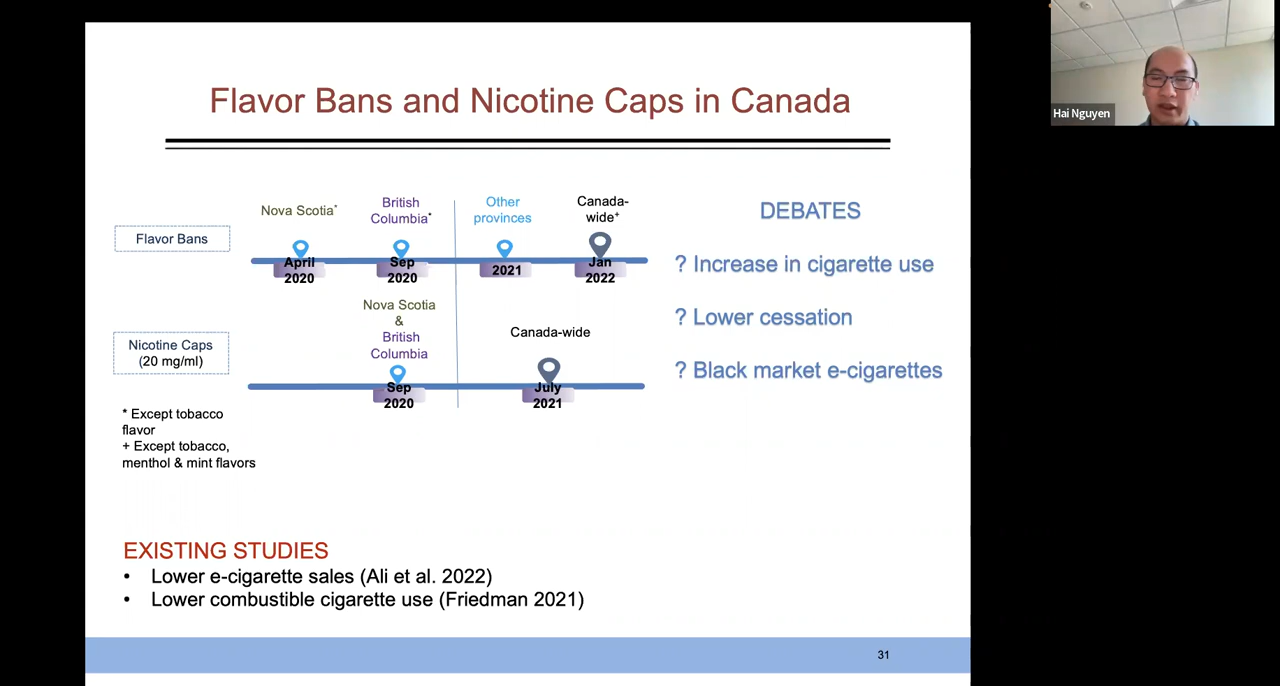 Flavor Bans and Nicotine Caps in Canada
Hai Nguyen
Flavor Bans
Nova Scotia*
April
2020
British
Columbia*
Sep
2020
Other
provinces
2021
Canada-
wide+
Jan
2022
Nicotine Caps
(20 mg/ml)
Nova Scotia
&
British
Columbia
Sep
2020
Canada-wide
July
2021
* Except tobacco
flavor
+ Except tobacco,
menthol & mint flavors
DEBATES
? Increase in cigarette use
? Lower cessation
? Black market e-cigarettes
EXISTING STUDIES
• Lower e-cigarette sales (Ali et al. 2022)
• Lower combustible cigarette use (Friedman 2021)
31